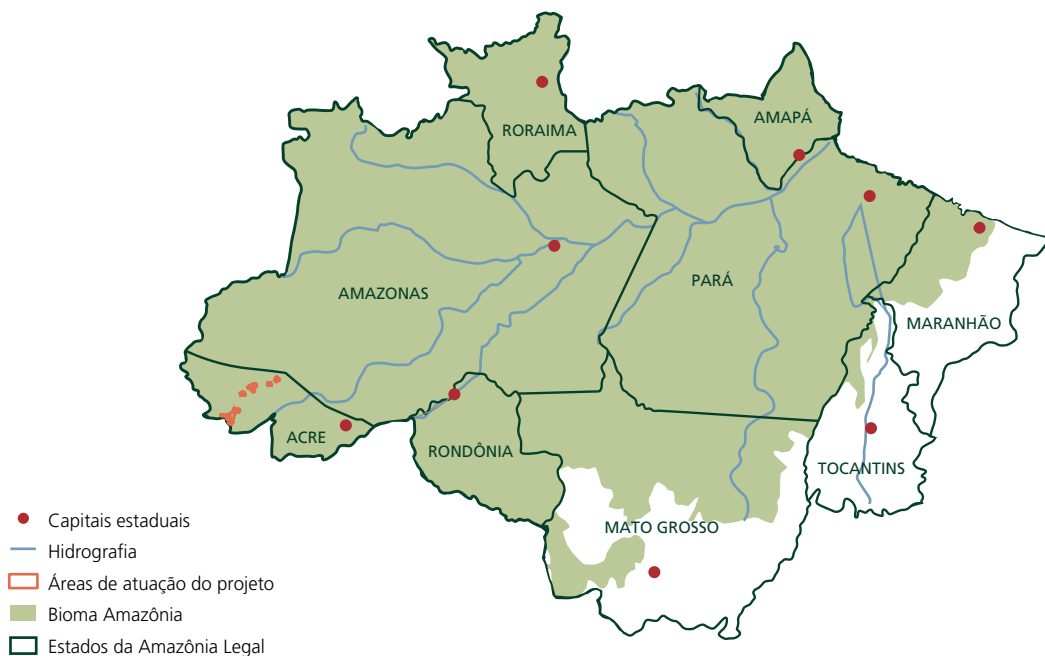 RORAIMA
AMAPÁ
AMAZONAS
PARÁ
MARANHÃO
ACRE
RONDÔNIA
TOCANTINS
MATO GROSSO
Capitais estaduais
Hidrografia
Áreas de atuação do projeto
Bioma Amazônia
Estados da Amazônia Legal